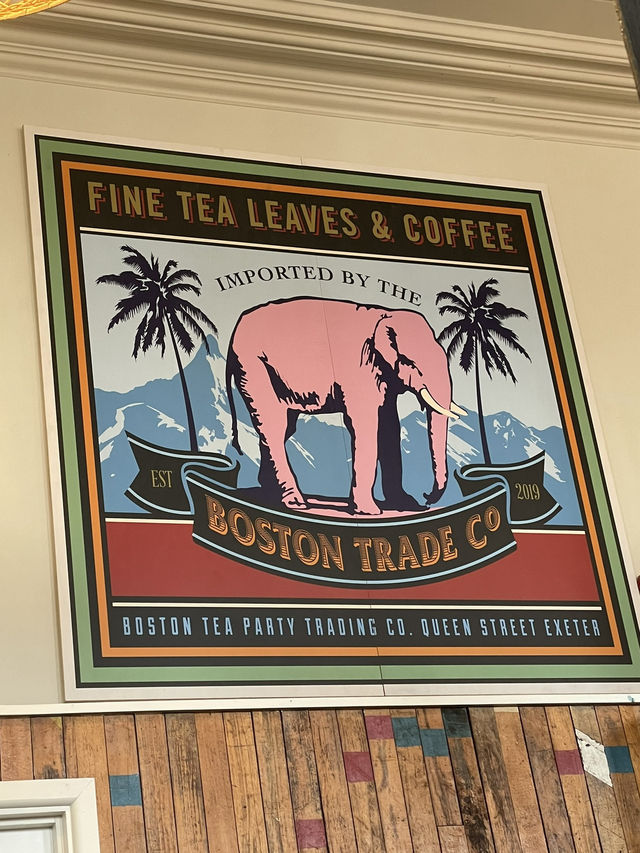 FINE TEA LEAVES & COFFEE
IMPORTED BY THE
EST
2019
BOSTON TRADE CO
BOSTON TEA PARTY TRADING CO. QUEEN STREET EXETER